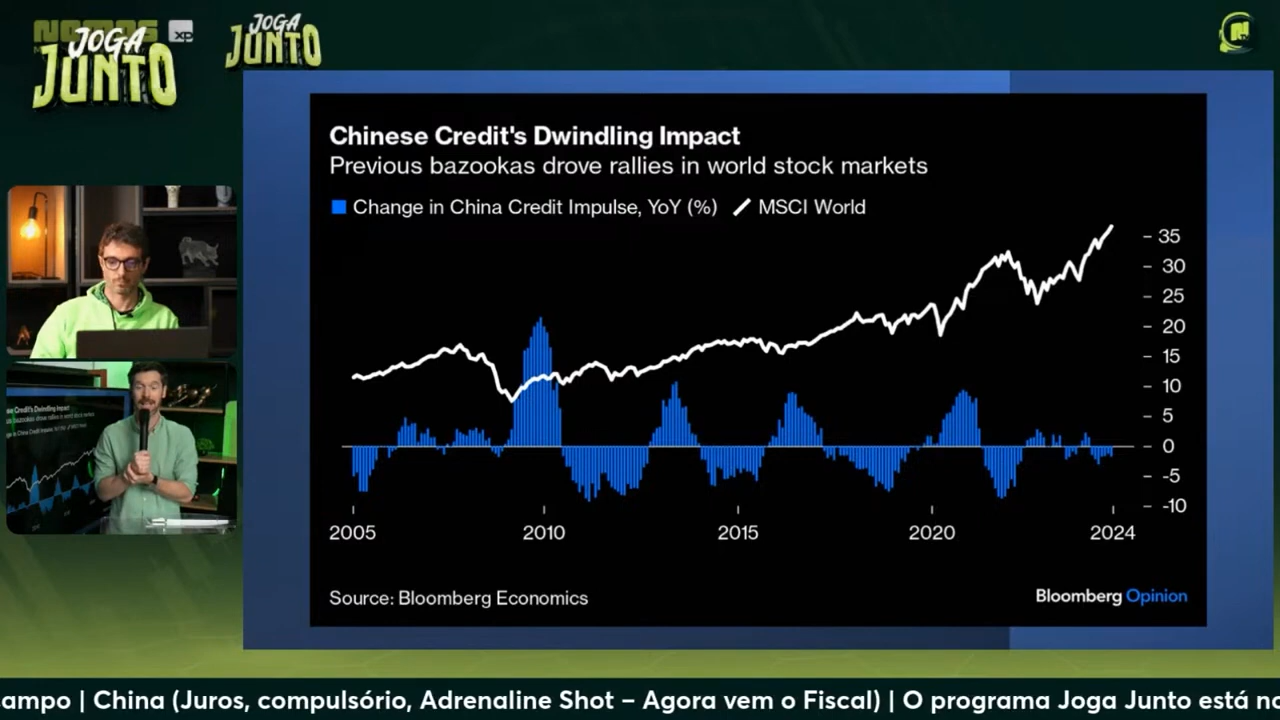 JOGA
JUNTO
xp
JOGA
JUNTO
Chinese Credit's Dwindling Impact
Previous bazookas drove rallies in world stock markets
Change in China Credit Impulse, YoY (%) MSCI World
35
30
25
20
15
10
5
0
-5
-10
2005 2010 2015 2020 2024
Source: Bloomberg Economics
Bloomberg Opinion
ampo | China (Juros, compulsório, Adrenaline Shot – Agora vem o Fiscal) | O programa Joga Junto está n